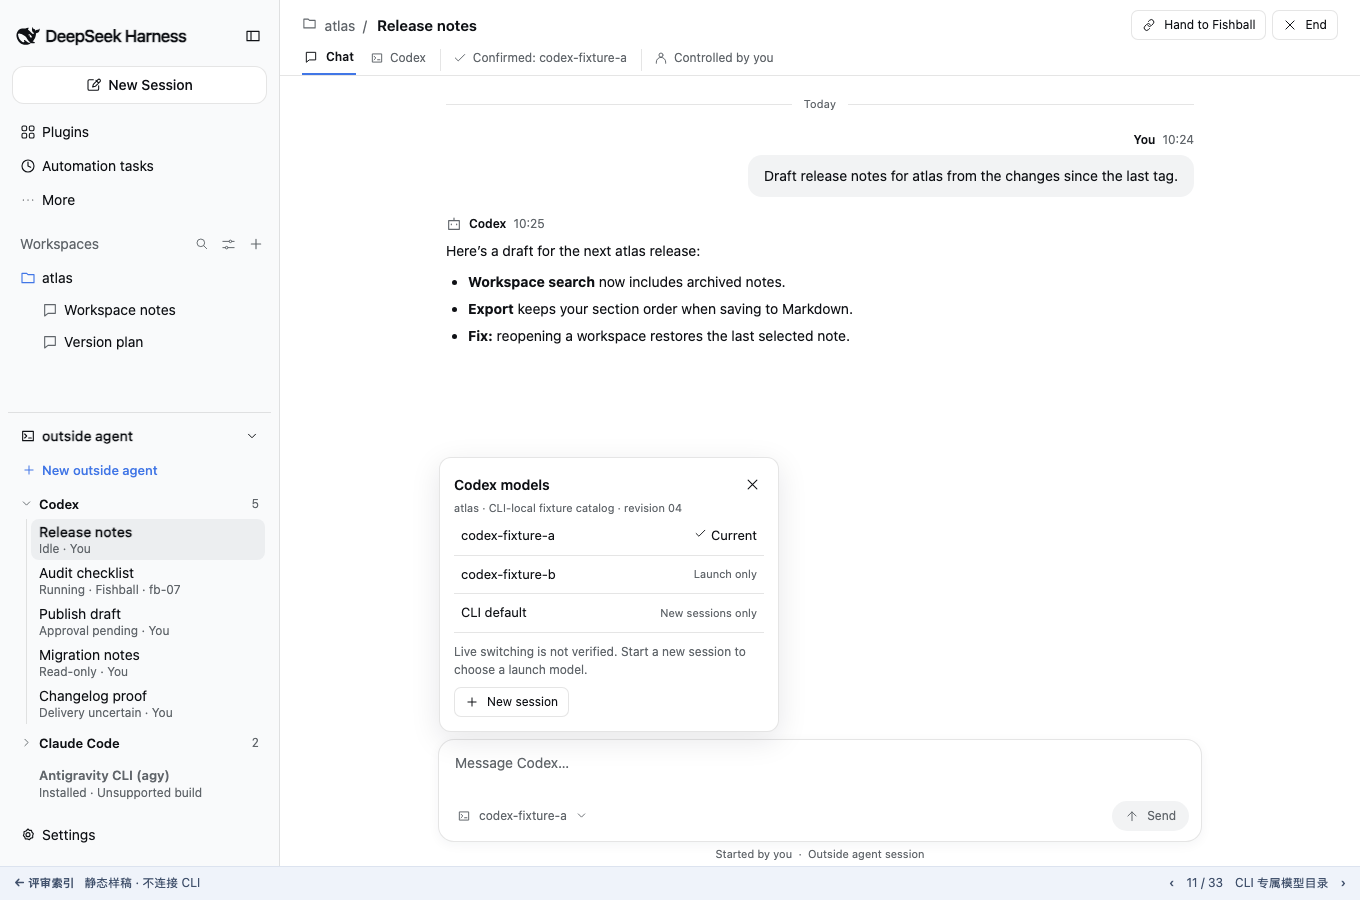 DeepSeek Harness
New Session
Plugins
Automation tasks
More
Workspaces
atlas
Workspace notes
Version plan
outside agent
New outside agent
Codex 5
Release notes
Idle · You
Audit checklist
Running · Fishball · fb-07
Publish draft
Approval pending · You
Migration notes
Read-only · You
Changelog proof
Delivery uncertain · You
Claude Code 2
Antigravity CLI (agy)
Installed · Unsupported build
Settings
atlas / Release notes
Hand to Fishball
End
Chat
Codex
Confirmed: codex-fixture-a
Controlled by you
Today
You 10:24
Draft release notes for atlas from the changes since the last tag.
Codex 10:25
Here’s a draft for the next atlas release:
• Workspace search now includes archived notes.
• Export keeps your section order when saving to Markdown.
• Fix: reopening a workspace restores the last selected note.
Codex models
atlas · CLI-local fixture catalog · revision 04
codex-fixture-a ✓ Current
codex-fixture-b Launch only
CLI default New sessions only
Live switching is not verified. Start a new session to
choose a launch model.
+ New session
Message Codex...
codex-fixture-a
Send
Started by you · Outside agent session
← 评审索引 静态样稿 · 不连接 CLI
‹ 11 / 33 CLI 专属模型目录 ›